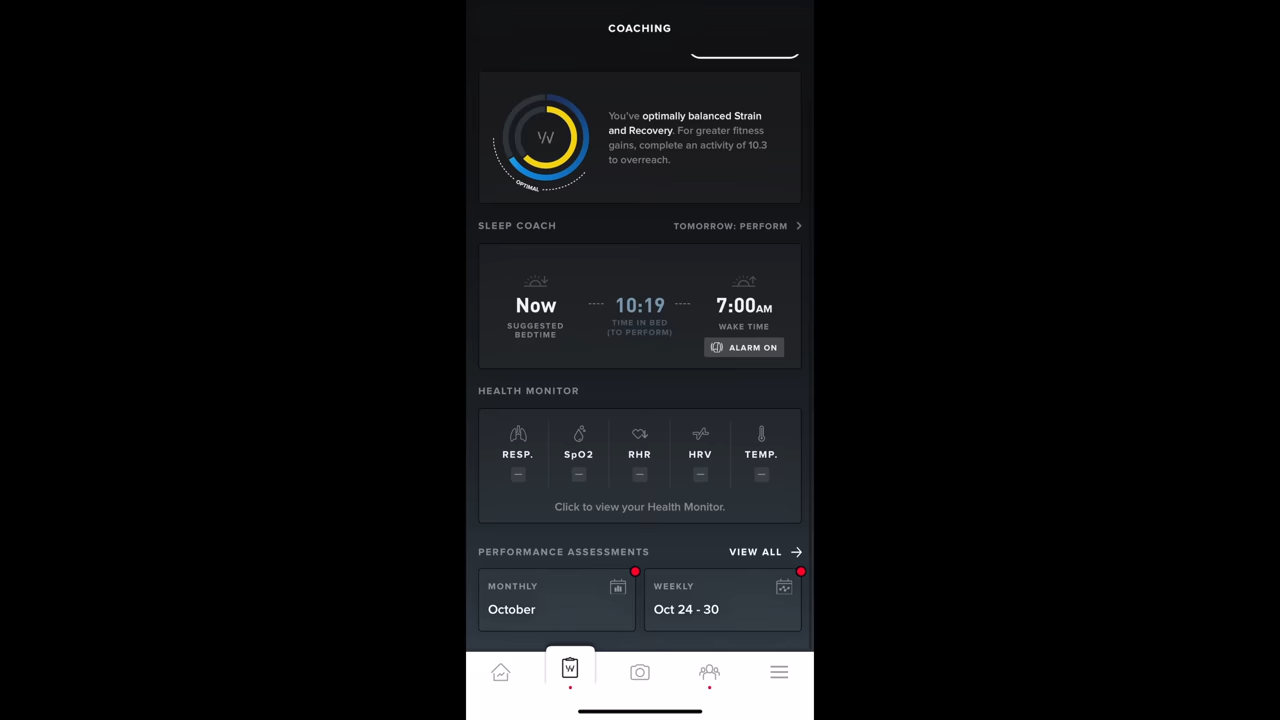 COACHING
You've optimally balanced Strain
and Recovery. For greater fitness
gains, complete an activity of 10.3
to overreach.
OPTIMAL
SLEEP COACH
TOMORROW: PERFORM
Now
10:19
7:00AM
SUGGESTED
BEDTIME
TIME IN BED
(TO PERFORM)
WAKE TIME
ALARM ON
HEALTH MONITOR
RESP.
SpO2
RHR
HRV
TEMP.
Click to view your Health Monitor.
PERFORMANCE ASSESSMENTS
VIEW ALL
MONTHLY
October
WEEKLY
Oct 24 - 30